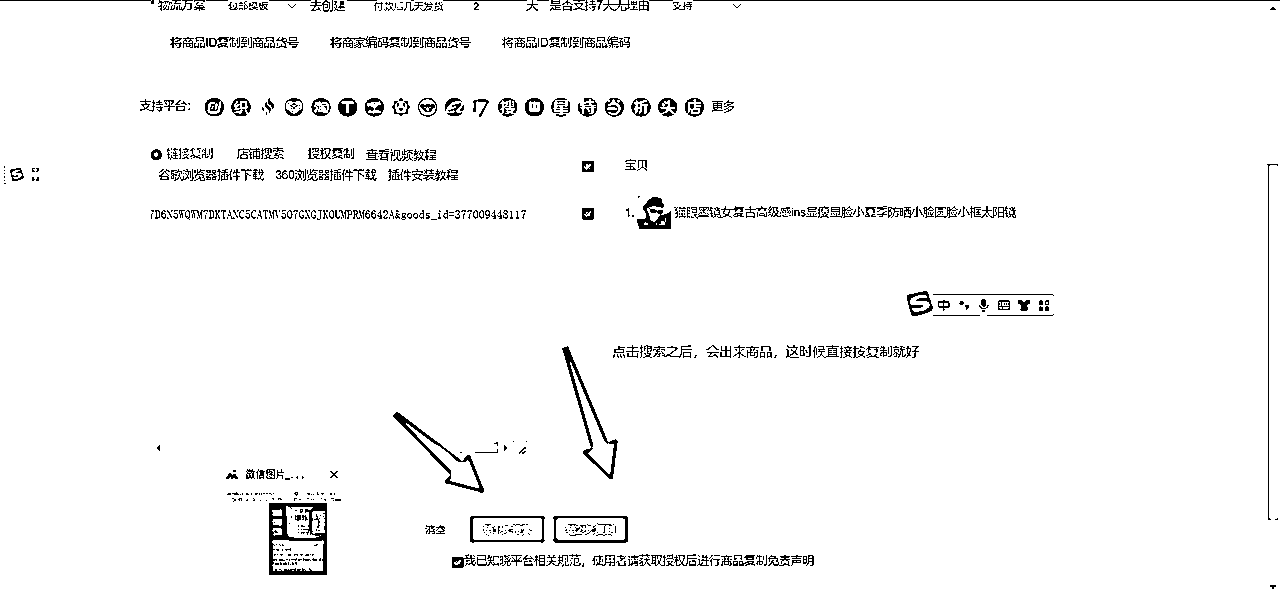 物流方案 包邮模板 去创建 付款后几天发货 2 天 是否支持7天无理由 支持
将商品ID复制到商品货号 将商家编码复制到商品货号 将商品ID复制到商品编码
支持平台： 织 淘 T 17 搜 星 特 当 折 头 店 更多
链接复制 店铺搜索 授权复制 查看视频教程
宝贝
谷歌浏览器插件下载 360浏览器插件下载 插件安装教程
7D6N5WQWM7DKTANC5CATMV5O7GXGJKOUMPRM6642A&goods_id=377009448117
1. 猫眼墨镜女复古高级感ins显瘦显脸小夏季防晒小脸圆脸小框太阳镜
中
点击搜索之后，会出来商品，这时候直接按复制就好
微信图片_...
清空
我已知晓平台相关规范，使用者请获取授权后进行商品复制免责声明